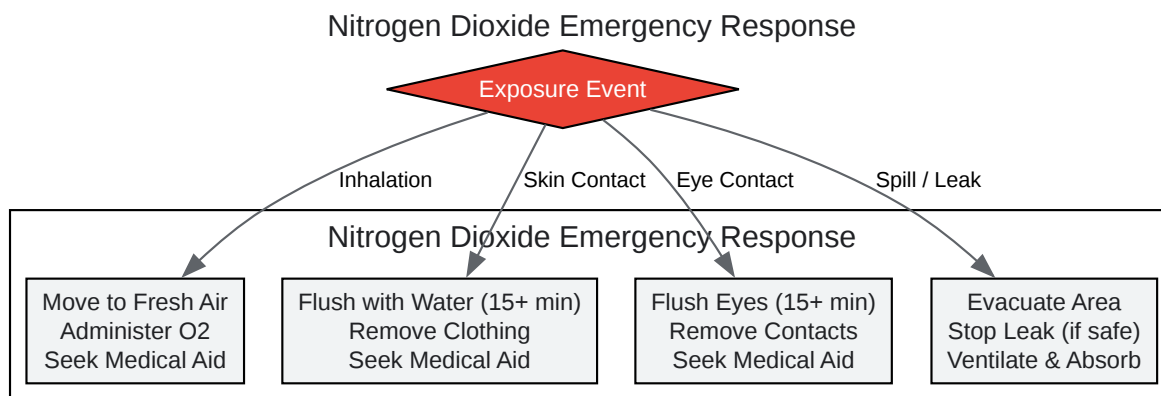 Nitrogen Dioxide Emergency Response
Exposure Event
Inhalation
Skin Contact
Eye Contact
Spill / Leak
Nitrogen Dioxide Emergency Response
Move to Fresh Air
Administer O2
Seek Medical Aid
Flush with Water (15+ min)
Remove Clothing
Seek Medical Aid
Flush Eyes (15+ min)
Remove Contacts
Seek Medical Aid
Evacuate Area
Stop Leak (if safe)
Ventilate & Absorb